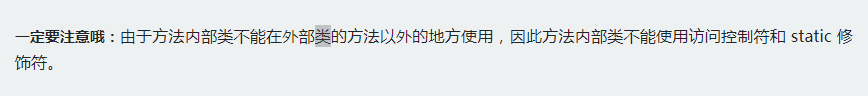 一定要注意哦：由于方法内部类不能在外部类的方法以外的地方使用，因此方法内部类不能使用访问控制符和 static 修
饰符。